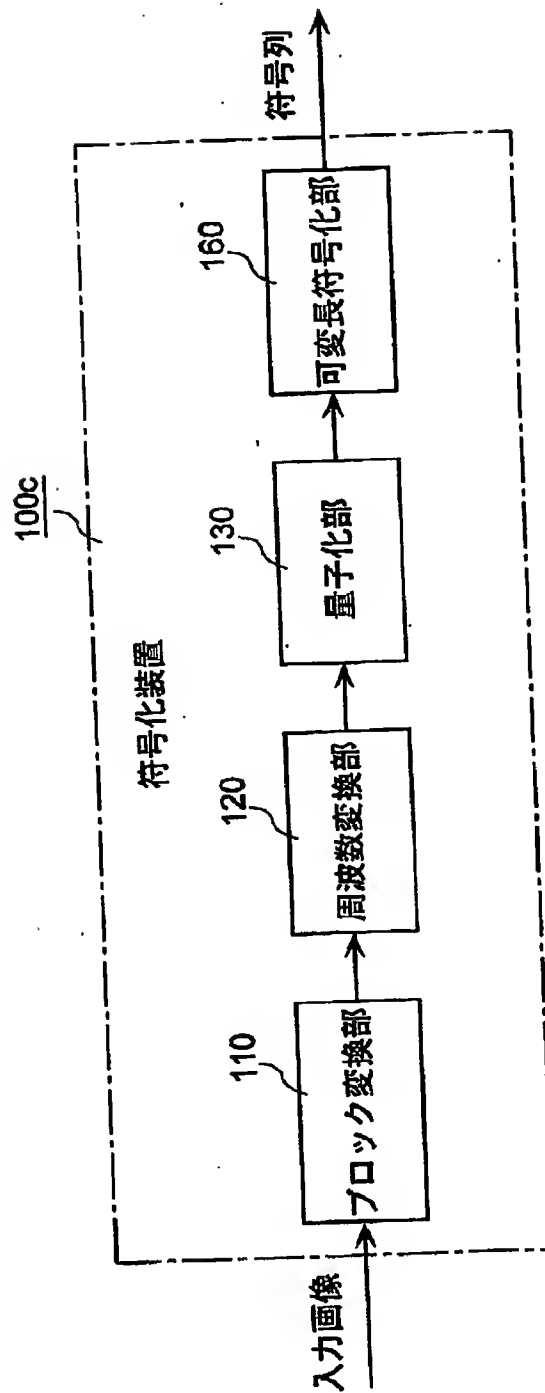 100c
符号化装置
入力画像
110
ブロック変換部
120
周波数変換部
130
量子化部
160
可変長符号化部
符号列